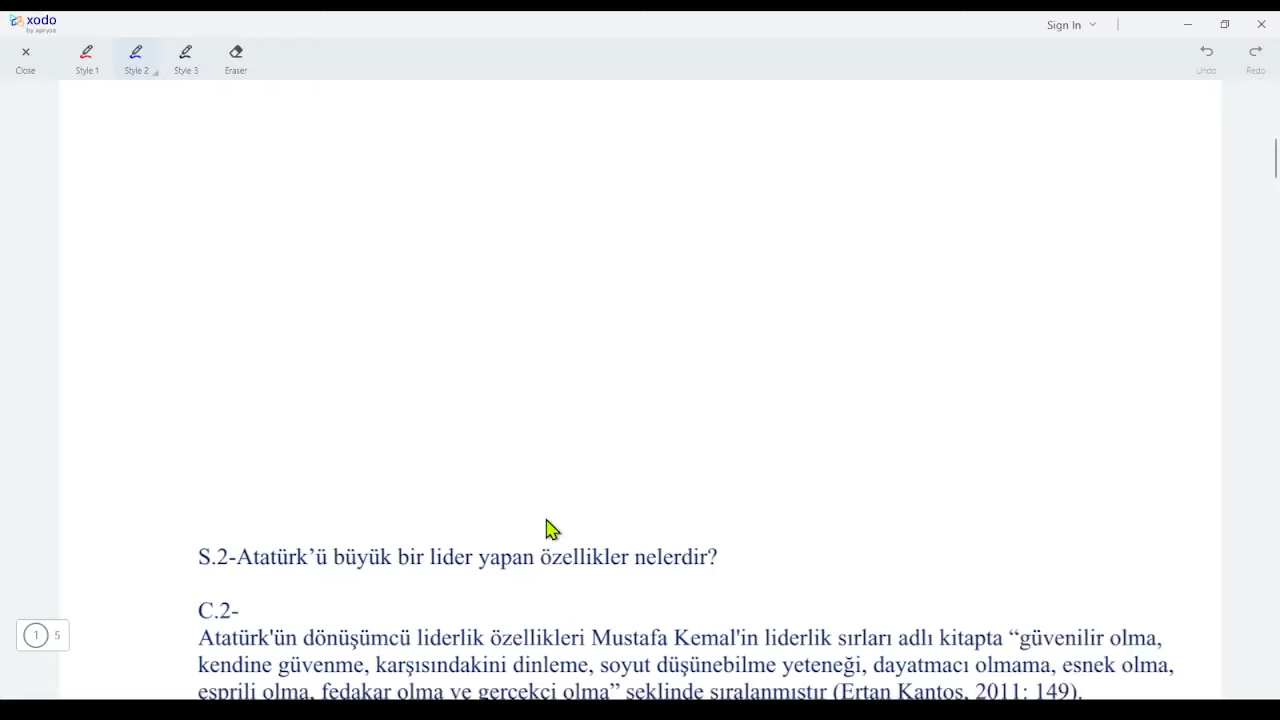 xodo
by apryse
Sign In
Close
Style 1
Style 2
Style 3
Eraser
Undo
Redo
S.2-Atatürk’ü büyük bir lider yapan özellikler nelerdir?
C.2-
Atatürk'ün dönüşümcü liderlik özellikleri Mustafa Kemal'in liderlik sırları adlı kitapta “güvenilir olma,
kendine güvenme, karşısındakini dinleme, soyut düşünebilme yeteneği, dayatmacı olmama, esnek olma,
esprili olma, fedakar olma ve gerçekçi olma” şeklinde sıralanmıştır (Ertan Kantos, 2011: 149).
1 5